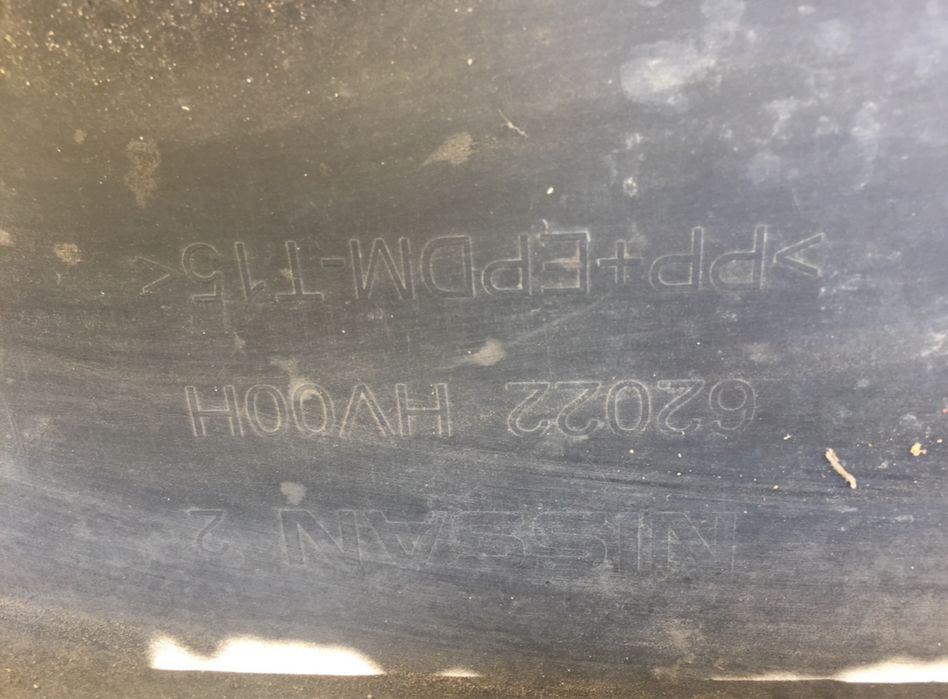 NISSAN 2
62022 HV00H
>PP+EPDM-T15<